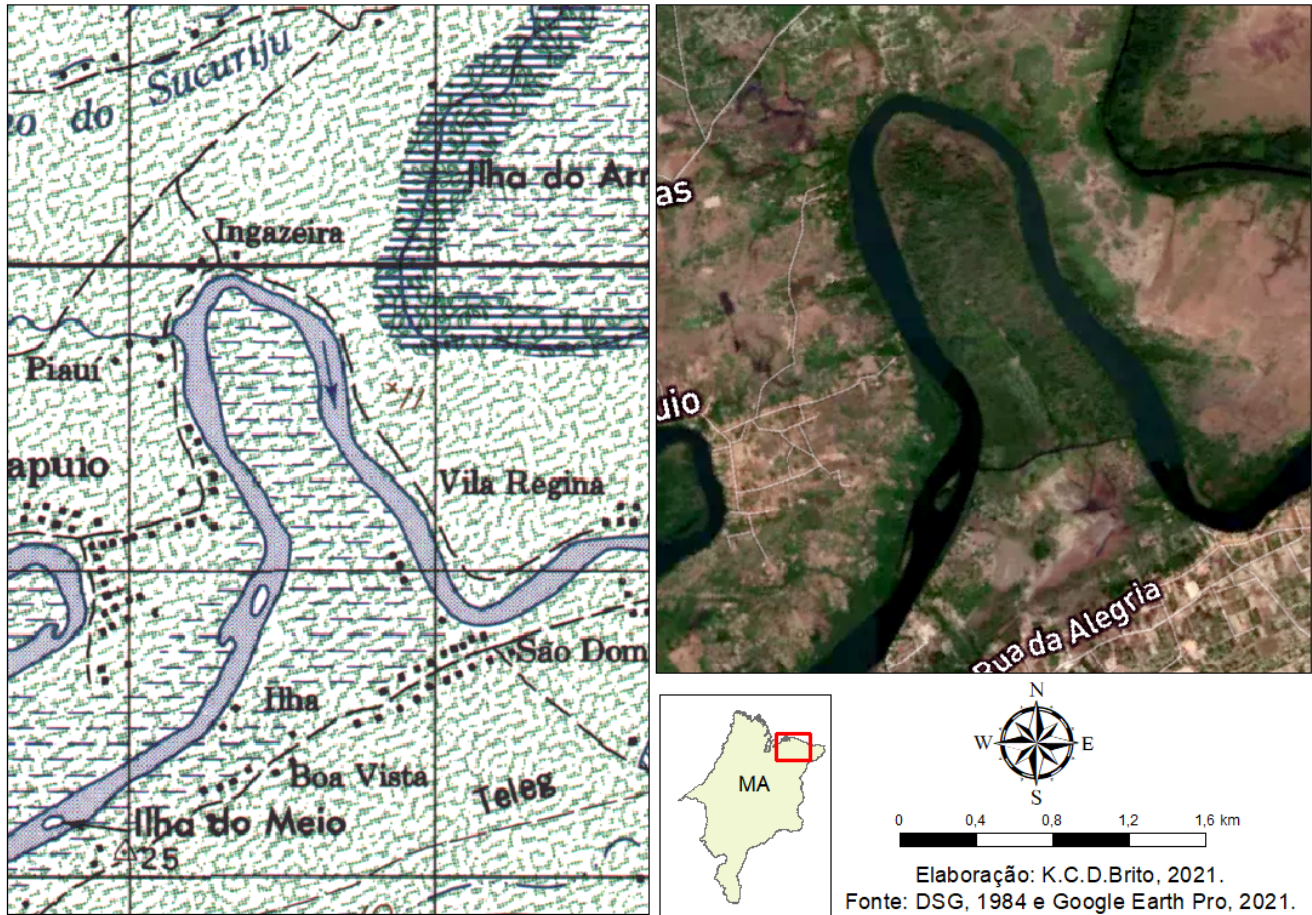 Sucuriju
o do
Ilha do Arr
Ingazeira
Piauí
apuio
Vila Regina
São Dom
Ilha
Boa Vista
Teleg
Ilha do Meio
25
11
as
uio
Rua da Alegria
MA
N
W E
S
0 0,4 0,8 1,2 1,6 km
Elaboração: K.C.D.Brito, 2021.
Fonte: DSG, 1984 e Google Earth Pro, 2021.